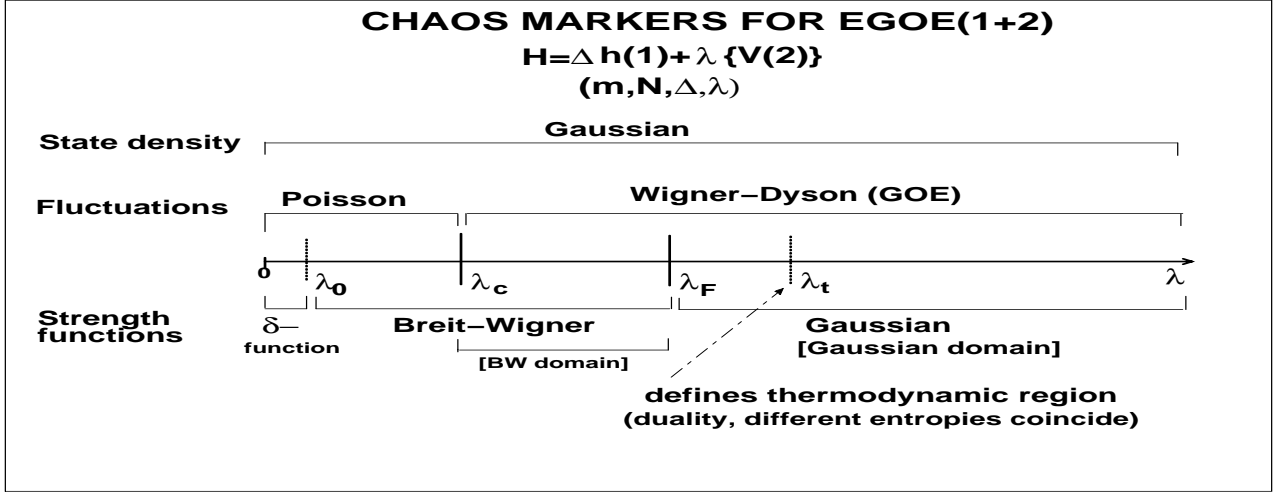 CHAOS MARKERS FOR EGOE(1+2)
H=Δ h(1)+ λ {V(2)}
(m,N,Δ,λ)
State density
Gaussian
Fluctuations
Poisson
Wigner−Dyson (GOE)
0
λ0
λc
λF
λt
λ
Strength functions
δ− function
Breit−Wigner
[BW domain]
Gaussian
[Gaussian domain]
defines thermodynamic region
(duality, different entropies coincide)